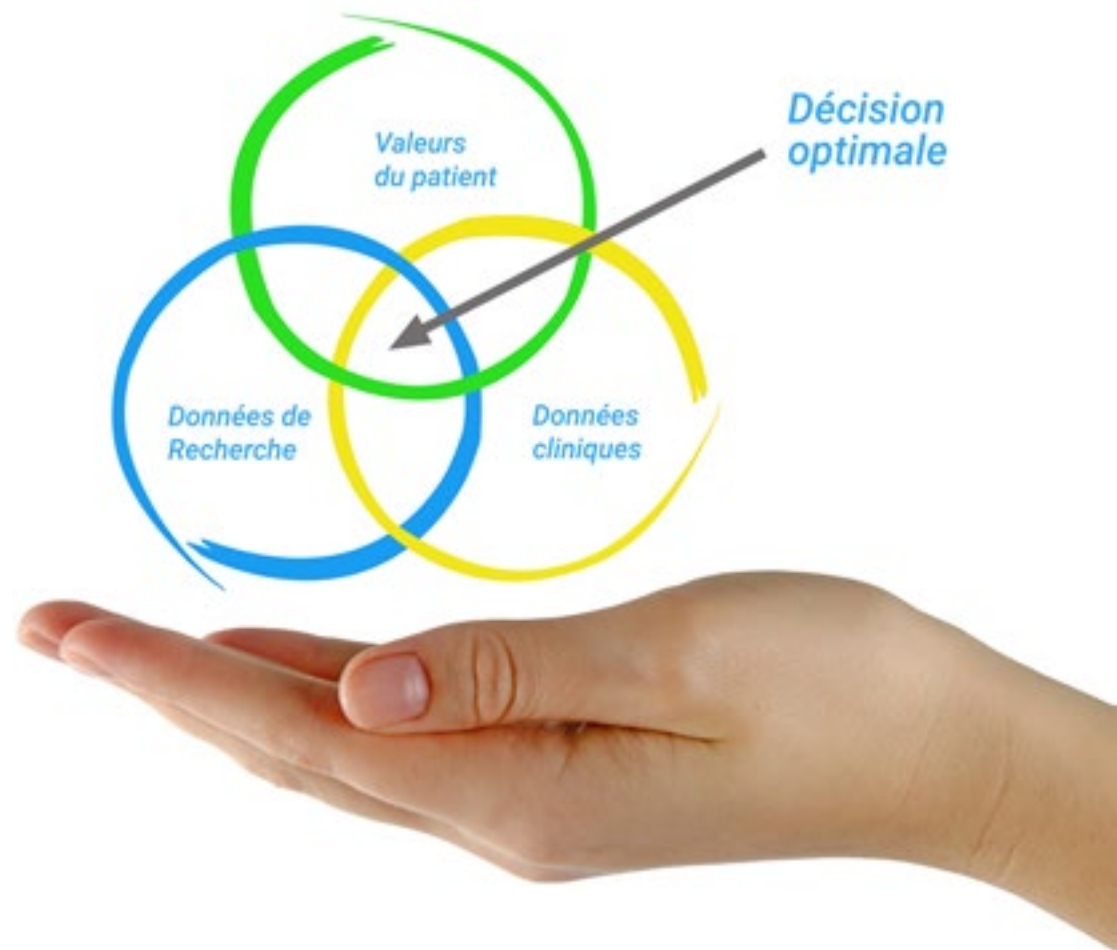 Valeurs
du patient
Décision
optimale
Données de
Recherche
Données
cliniques